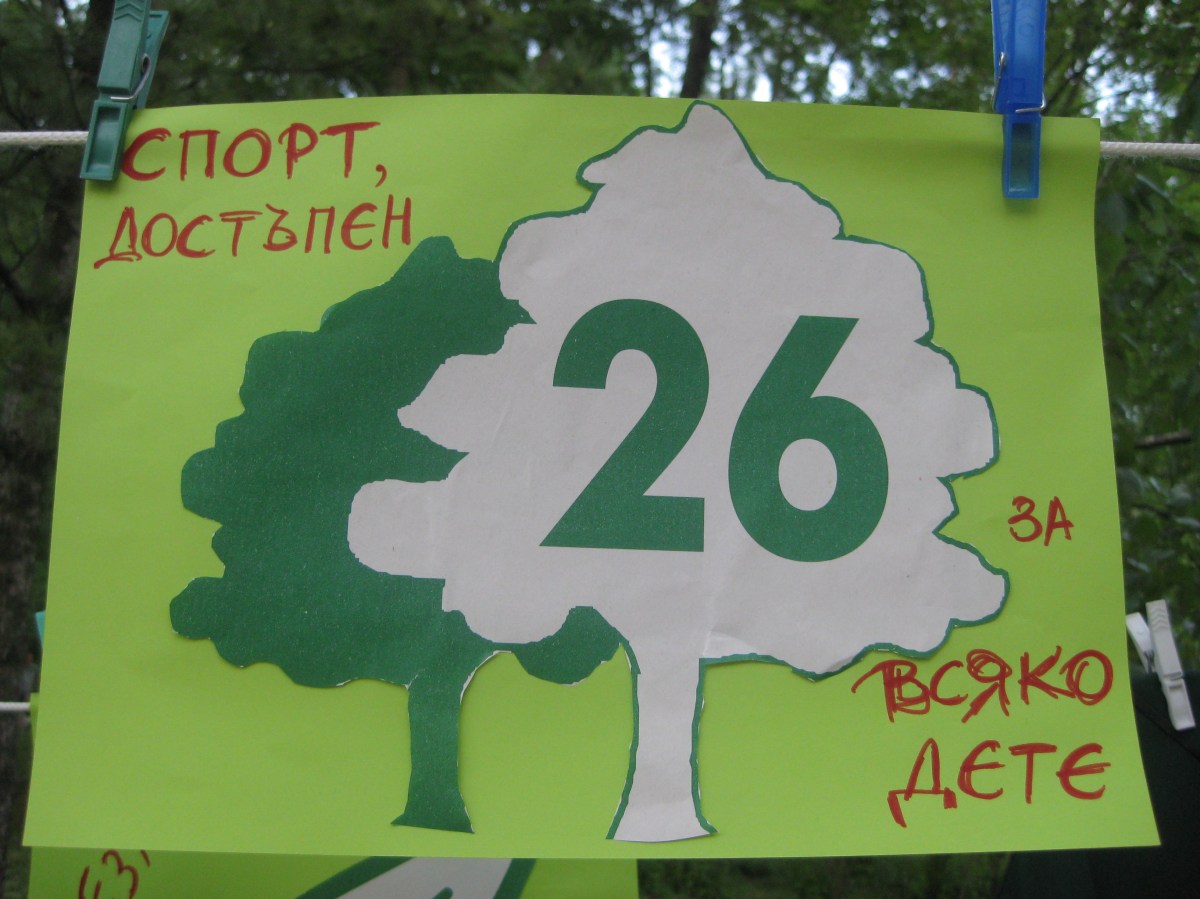 СПОРТ,
ДОСТЪПЕН
26
ЗА
ВСЯКО
ДЕТЕ